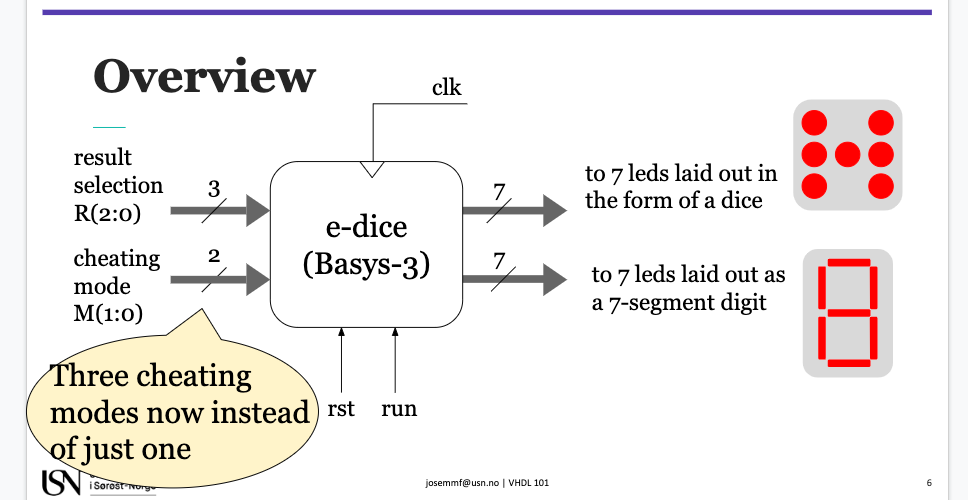 Overview
clk
result
selection
R(2:0)
3
cheating
mode
M(1:0)
2
e-dice
(Basys-3)
7
to 7 leds laid out in
the form of a dice
7
to 7 leds laid out as
a 7-segment digit
Three cheating
modes now instead
of just one
rst
run
USN
i Sørøst-Norge
josemmf@usn.no | VHDL 101
6